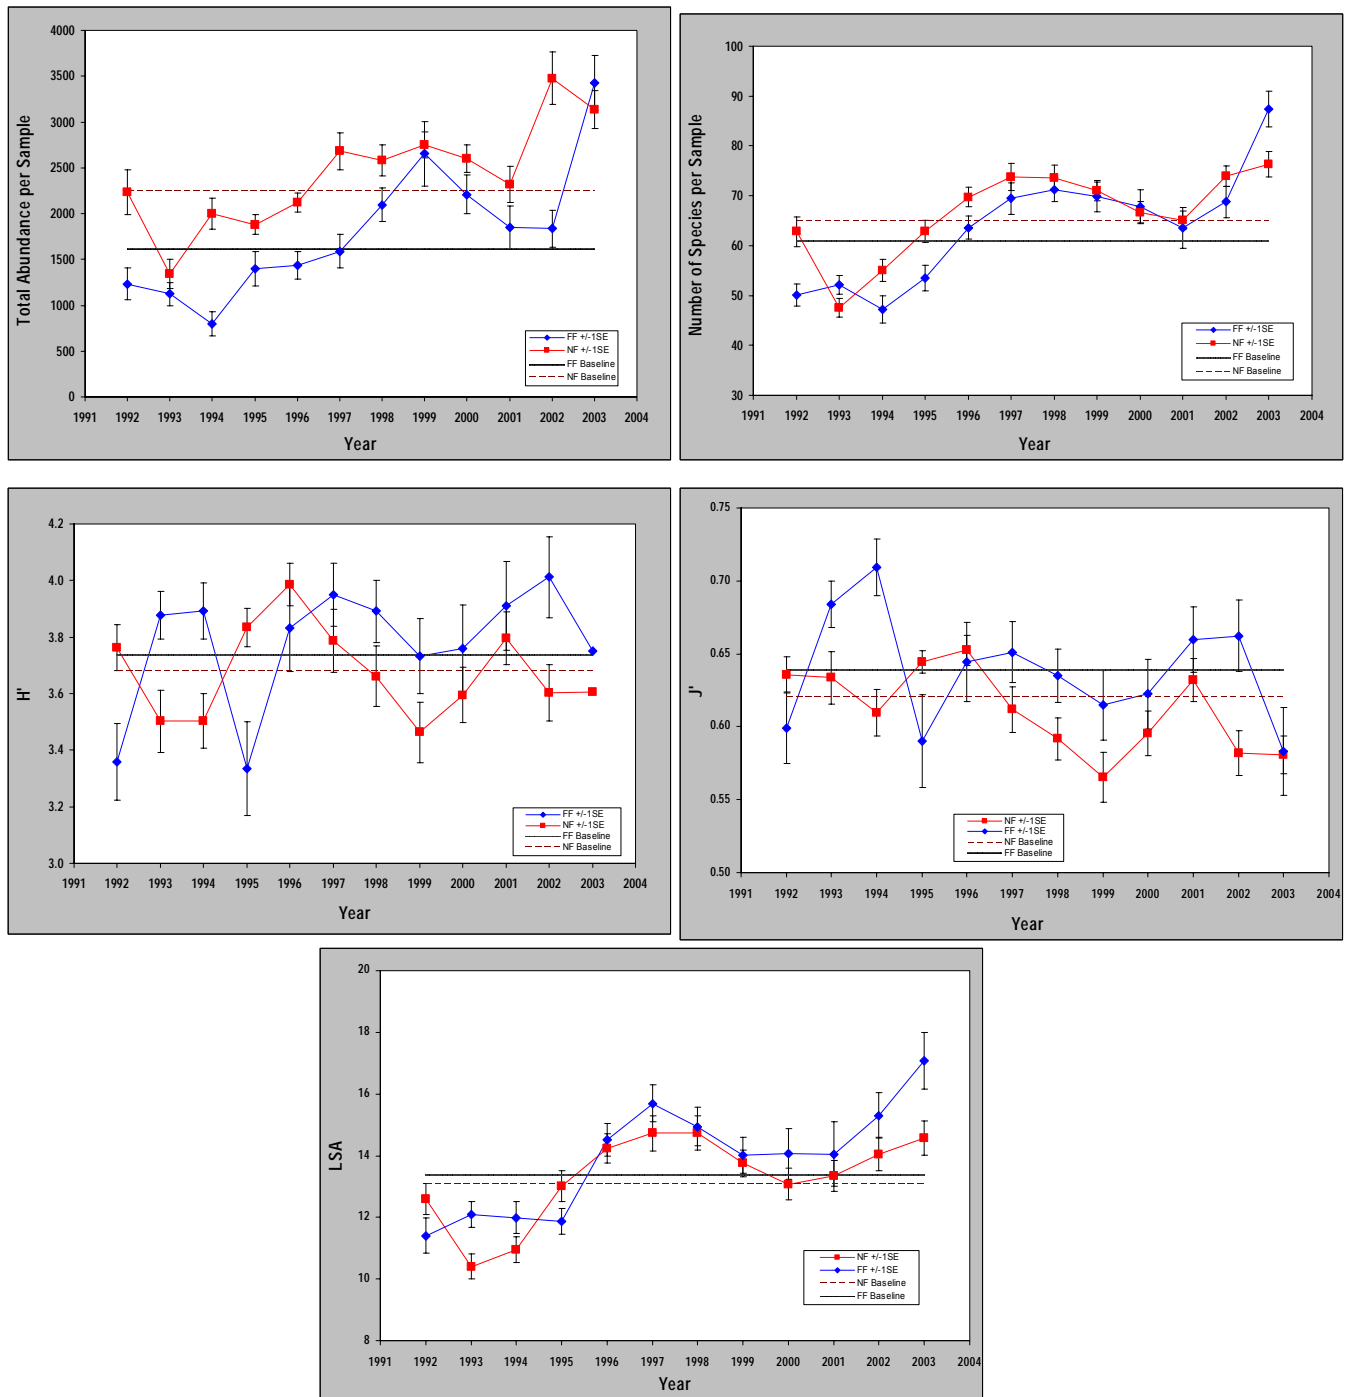 4000
3500
3000
2500
2000
1500
1000
500
0
Total Abundance per Sample
FF +/-1SE
NF +/-1SE
FF Baseline
NF Baseline
1991 1992 1993 1994 1995 1996 1997 1998 1999 2000 2001 2002 2003 2004
Year
100
90
80
70
60
50
40
30
Number of Species per Sample
FF +/-1SE
NF +/-1SE
FF Baseline
NF Baseline
1991 1992 1993 1994 1995 1996 1997 1998 1999 2000 2001 2002 2003 2004
Year
4.2
4.0
3.8
3.6
3.4
3.2
3.0
H'
FF +/-1SE
NF +/-1SE
FF Baseline
NF Baseline
1991 1992 1993 1994 1995 1996 1997 1998 1999 2000 2001 2002 2003 2004
Year
0.75
0.70
0.65
0.60
0.55
0.50
J'
NF +/-1SE
FF +/-1SE
NF Baseline
FF Baseline
1991 1992 1993 1994 1995 1996 1997 1998 1999 2000 2001 2002 2003 2004
Year
20
18
16
14
12
10
8
LSA
NF +/-1SE
FF +/-1SE
NF Baseline
FF Baseline
1991 1992 1993 1994 1995 1996 1997 1998 1999 2000 2001 2002 2003 2004
Year